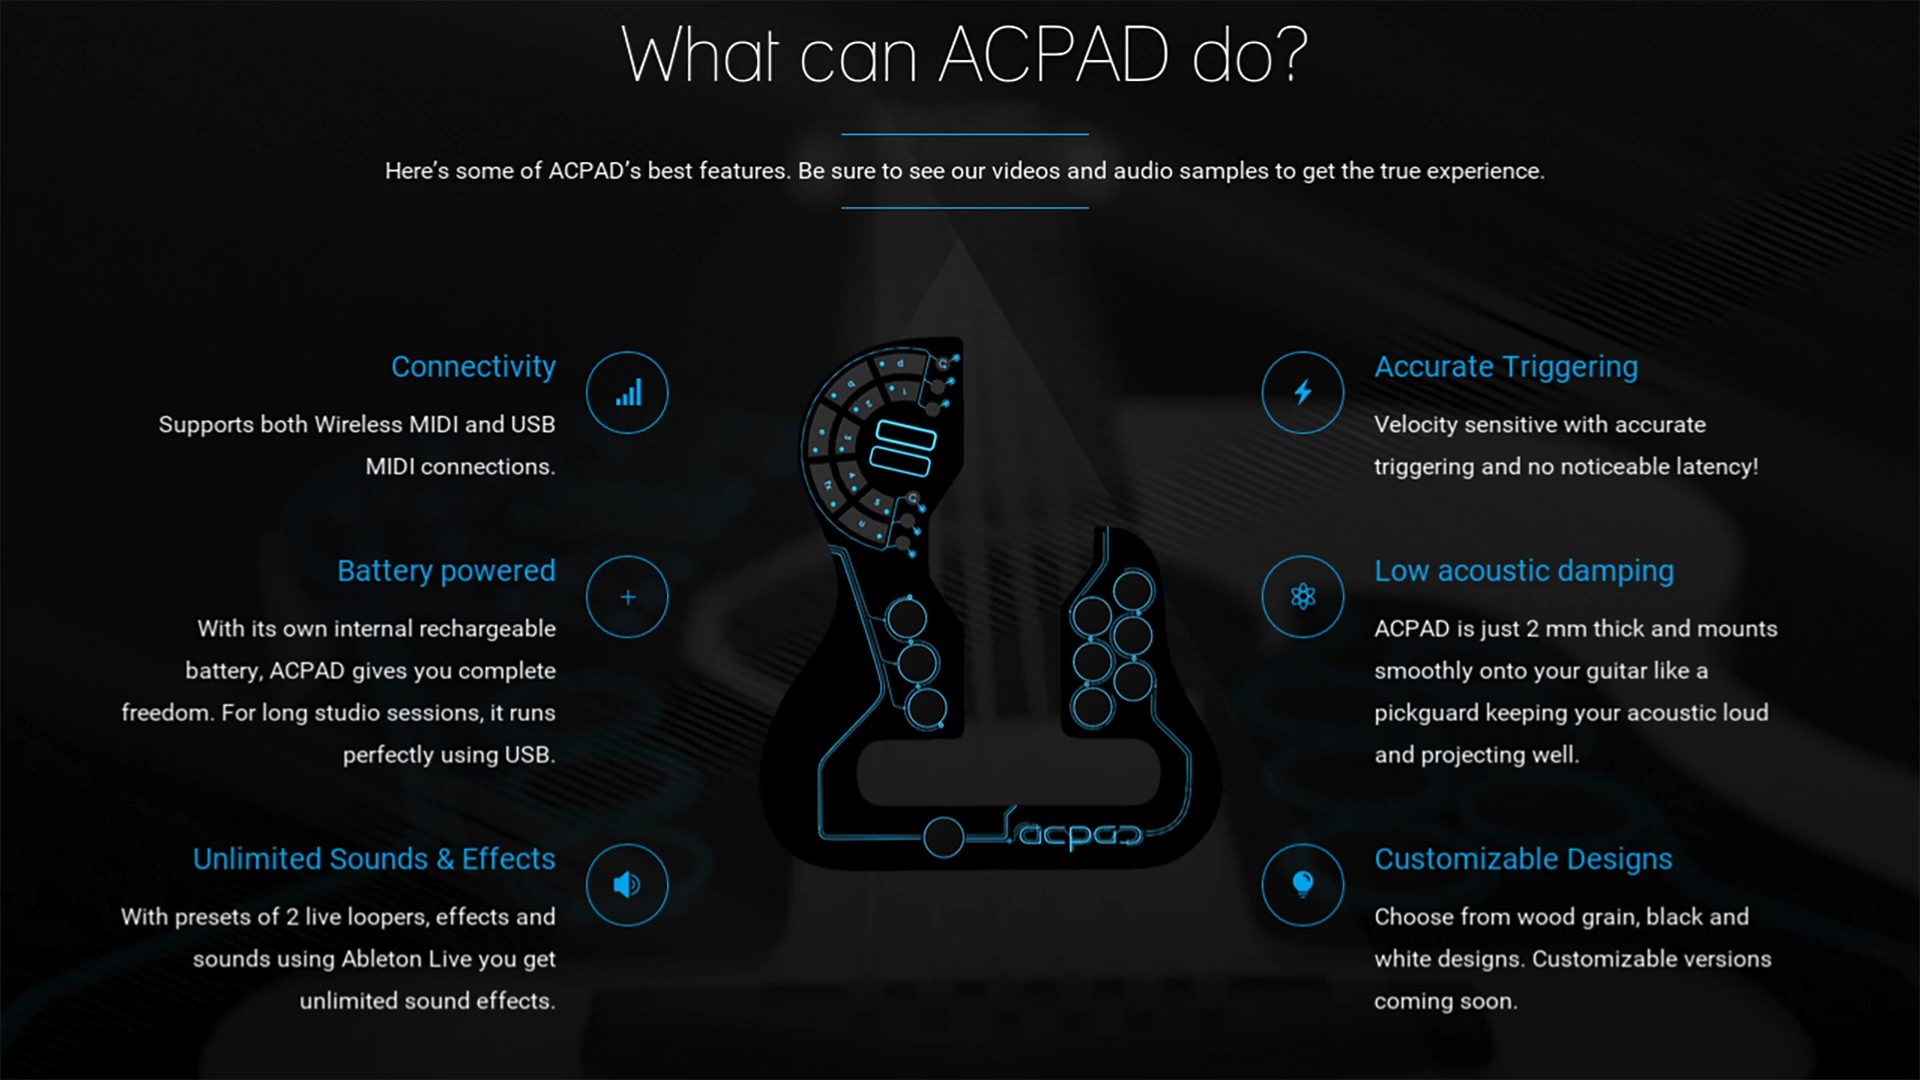 What can ACPAD do?
Here’s some of ACPAD’s best features. Be sure to see our videos and audio samples to get the true experience.
Connectivity
Supports both Wireless MIDI and USB
MIDI connections.
Battery powered
With its own internal rechargeable
battery, ACPAD gives you complete
freedom. For long studio sessions, it runs
perfectly using USB.
Unlimited Sounds & Effects
With presets of 2 live loopers, effects and
sounds using Ableton Live you get
unlimited sound effects.
acpad
Accurate Triggering
Velocity sensitive with accurate
triggering and no noticeable latency!
Low acoustic damping
ACPAD is just 2 mm thick and mounts
smoothly onto your guitar like a
pickguard keeping your acoustic loud
and projecting well.
Customizable Designs
Choose from wood grain, black and
white designs. Customizable versions
coming soon.